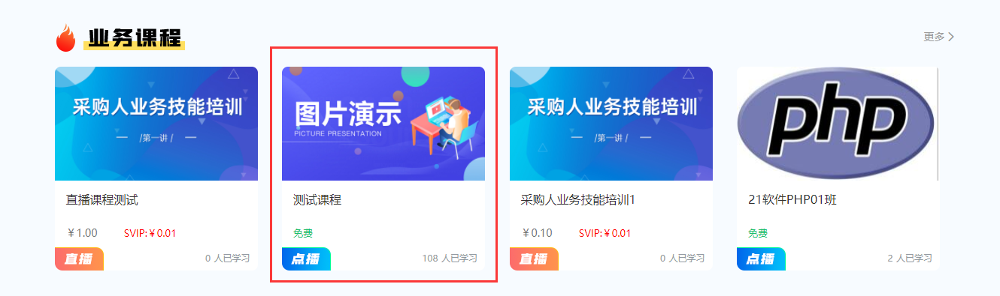 业务课程
更多
采购人业务技能培训
/第一讲/
直播课程测试
￥1.00 SVIP:￥0.01
直播 0 人已学习
图片演示
PICTURE PRESENTATION
测试课程
免费
点播 108 人已学习
采购人业务技能培训
/第一讲/
采购人业务技能培训1
￥0.10 SVIP:￥0.01
直播 0 人已学习
php
21软件PHP01班
免费
点播 2 人已学习